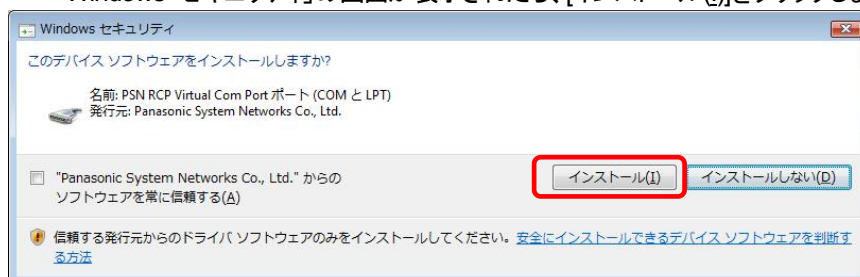 Windows セキュリティ
このデバイス ソフトウェアをインストールしますか?
名前: PSN RCP Virtual Com Port ポート (COM と LPT)
発行元: Panasonic System Networks Co., Ltd.
"Panasonic System Networks Co., Ltd." からの
ソフトウェアを常に信頼する(A)
インストール(I)
インストールしない(D)
信頼する発行元からのドライバ ソフトウェアのみをインストールしてください。安全にインストールできるデバイス ソフトウェアを判断す
る方法